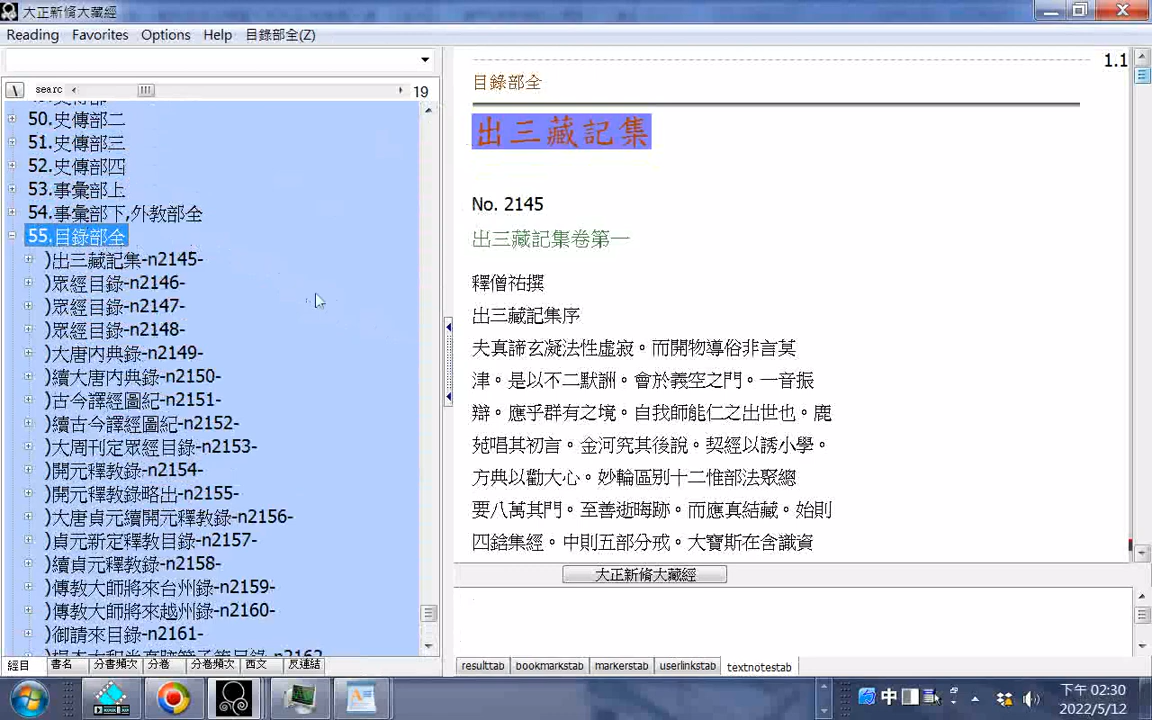 大正新脩大藏經
Reading Favorites Options Help 目錄部全(Z)
searc 19
50.史傳部二
51.史傳部三
52.史傳部四
53.事彙部上
54.事彙部下,外教部全
55.目錄部全
)出三藏記集-n2145-
)眾經目錄-n2146-
)眾經目錄-n2147-
)眾經目錄-n2148-
)大唐內典錄-n2149-
)續大唐內典錄-n2150-
)古今譯經圖紀-n2151-
)續古今譯經圖紀-n2152-
)大周刊定眾經目錄-n2153-
)開元釋教錄-n2154-
)開元釋教錄略出-n2155-
)大唐貞元續開元釋教錄-n2156-
)貞元新定釋教目錄-n2157-
)續貞元釋教錄-n2158-
)傳教大師將來台州錄-n2159-
)傳教大師將來越州錄-n2160-
)御請來目錄-n2161-
經目 書名 分書頻次 分卷 分卷頻次 西文 反連結
1.1
目錄部全
出三藏記集
No. 2145
出三藏記集卷第一
釋僧祐撰
出三藏記集序
夫真諦玄凝法性虛寂。而開物導俗非言莫
津。是以不二默詶。會於義空之門。一音振
辯。應乎群有之境。自我師能仁之出世也。鹿
苑唱其初言。金河究其後說。契經以誘小學。
方典以勸大心。妙輪區別十二惟部法聚總
要八萬其門。至善逝晦跡。而應真結藏。始則
四鋡集經。中則五部分戒。大寶斯在含識資
大正新脩大藏經
resulttab bookmarkstab markerstab userlinkstab textnotestab
中
下午 02:30
2022/5/12